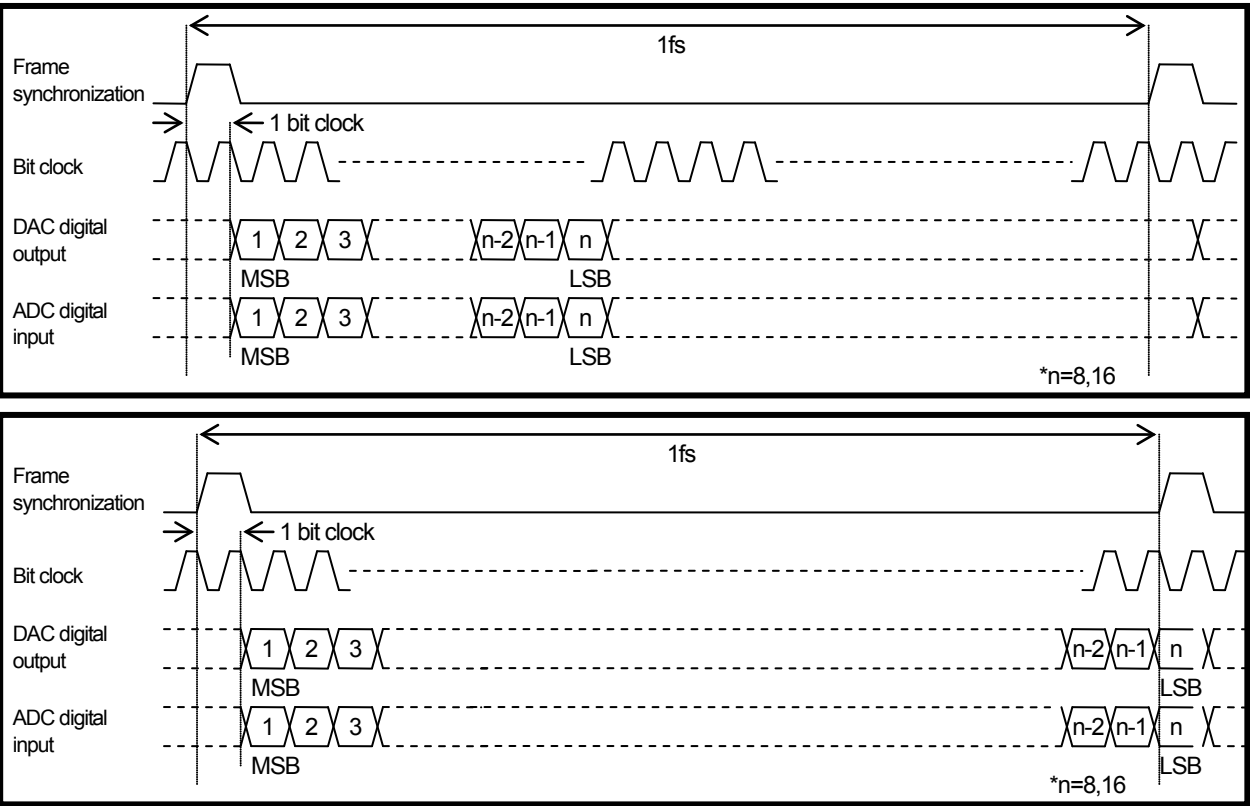 1fs
Frame
synchronization
1 bit clock
Bit clock
DAC digital
output
1 2 3 n-2 n-1 n
MSB LSB
ADC digital
input
1 2 3 n-2 n-1 n
MSB LSB
*n=8,16
1fs
Frame
synchronization
1 bit clock
Bit clock
DAC digital
output
1 2 3 n-2 n-1 n
MSB LSB
ADC digital
input
1 2 3 n-2 n-1 n
MSB LSB
*n=8,16